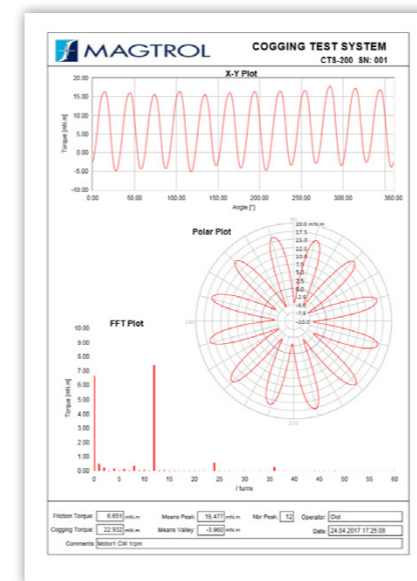 MAGTROL
COGGING TEST SYSTEM
CTS-200 SN: 001
X-Y Plot
Torque [mN.m]
20.00
15.00
10.00
5.00
0.00
-5.00
-10.00
0.00 50.00 100.00 150.00 200.00 250.00 300.00 360.00
Angle [°]
Polar Plot
90
20.0 mN.m
17.5
15.0
12.5
10.0
7.5
5.0
2.5
0.0
-2.5
-5.0
-7.5
-10.0
180
270
FFT Plot
Torque [mN.m]
10.00
9.00
8.00
7.00
6.00
5.00
4.00
3.00
2.00
1.00
0.00
0 5 10 15 20 25 30 35 40 45 50 55 60
/ turns
Friction Torque: 6.651 mN.m Means Peak: 16.477 mN.m Nbr Peak: 12 Operator: Clot
Cogging Torque: 22.932 mN.m Means Valley: -3.960 mN.m Date: 24.04.2017 17:25:08
Comments: Motor1 CW 1rpm